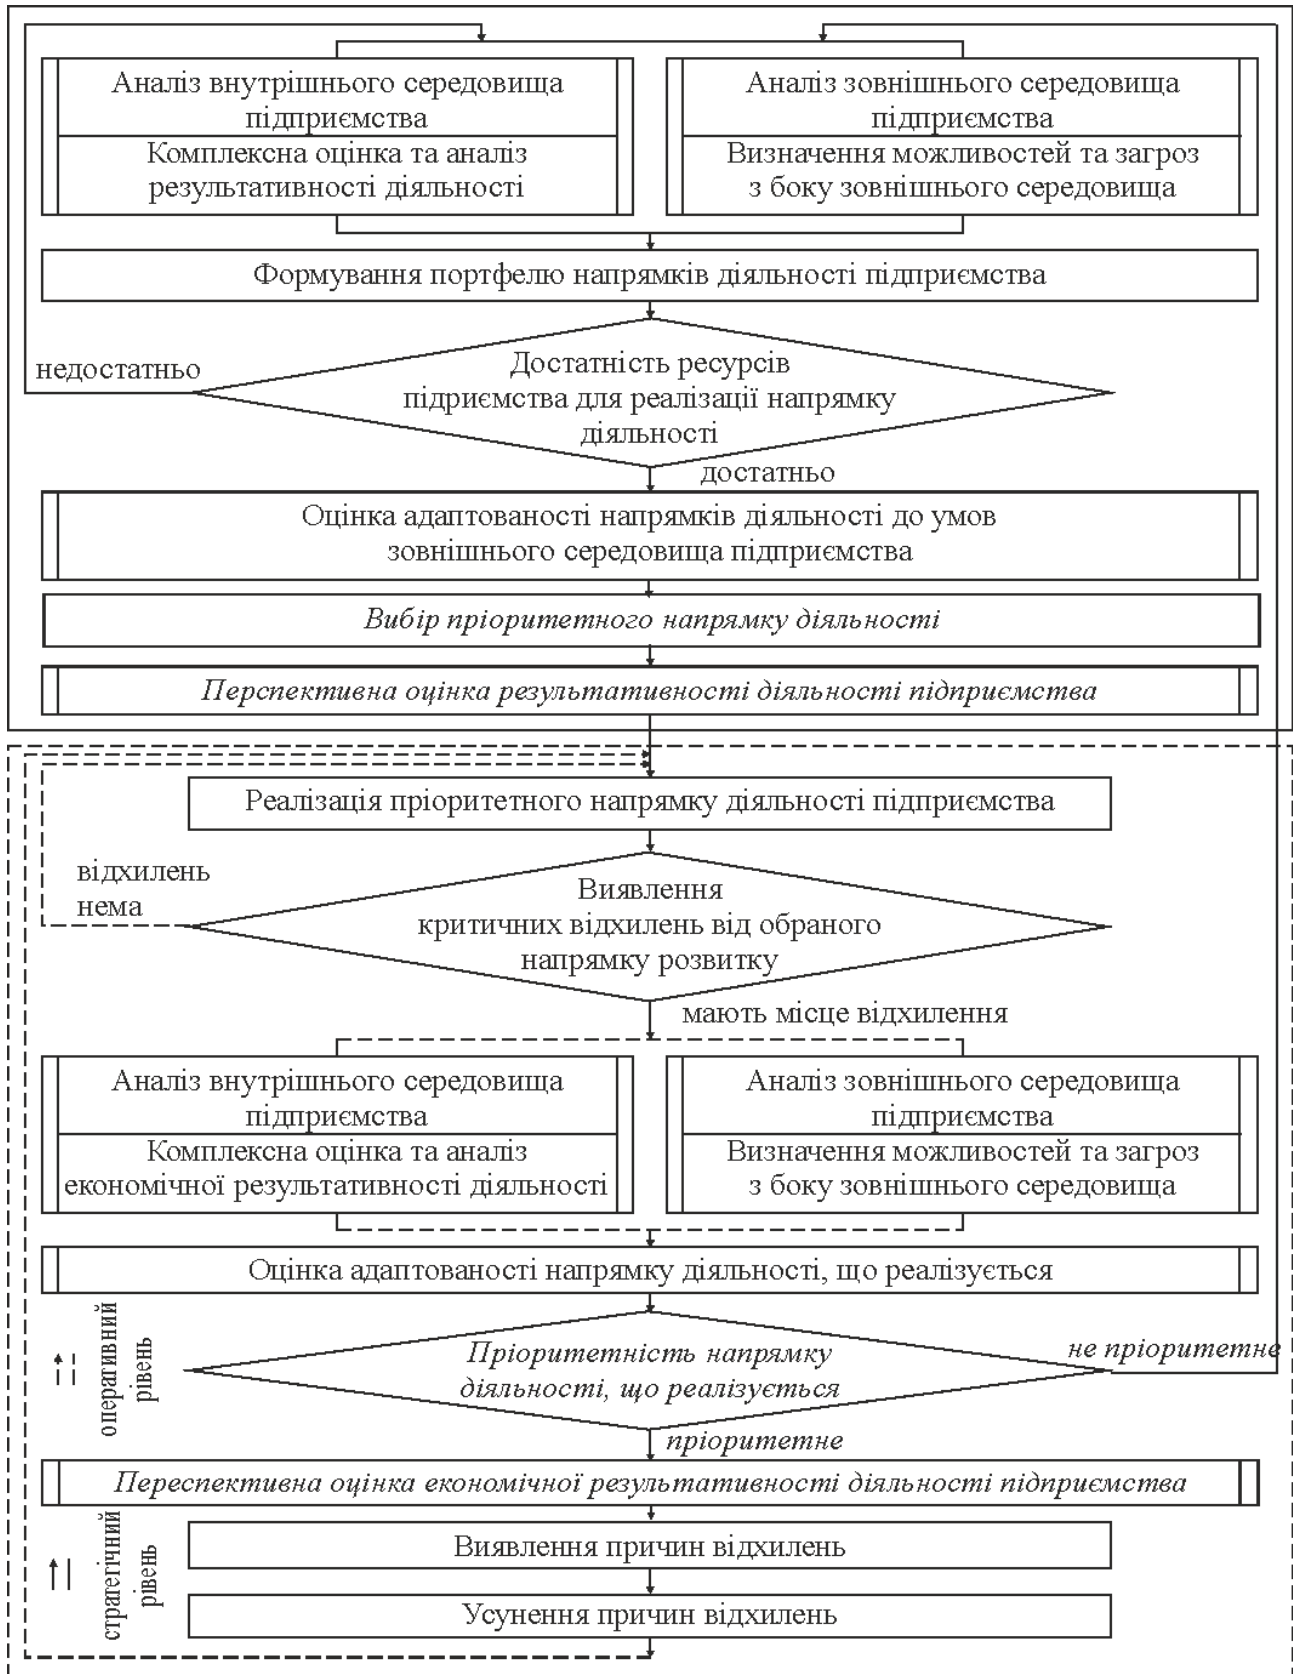 Аналіз внутрішнього середовища
підприємства
Комплексна оцінка та аналіз
результативності діяльності
Аналіз зовнішнього середовища
підприємства
Визначення можливостей та загроз
з боку зовнішнього середовища
Формування портфелю напрямків діяльності підприємства
недостатньо
Достатність ресурсів
підриємства для реалізації напрямку
діяльності
достатньо
Оцінка адаптованості напрямків діяльності до умов
зовнішнього середовища підприємства
Вибір пріоритетного напрямку діяльності
Перспективна оцінка результативності діяльності підприємства
Реалізація пріоритетного напрямку діяльності підприємства
відхилень
нема
Виявлення
критичних відхилень від обраного
напрямку розвитку
мають місце відхилення
Аналіз внутрішнього середовища
підприємства
Комплексна оцінка та аналіз
економічної результативності діяльності
Аналіз зовнішнього середовища
підприємства
Визначення можливостей та загроз
з боку зовнішнього середовища
Оцінка адаптованості напрямку діяльності, що реалізується
оперативний
рівень
Пріоритетність напрямку
діяльності, що реалізується
не пріоритетне
пріоритетне
Переспективна оцінка економічної результативності діяльності підприємства
стратегічний
рівень
Виявлення причин відхилень
Усунення причин відхилень